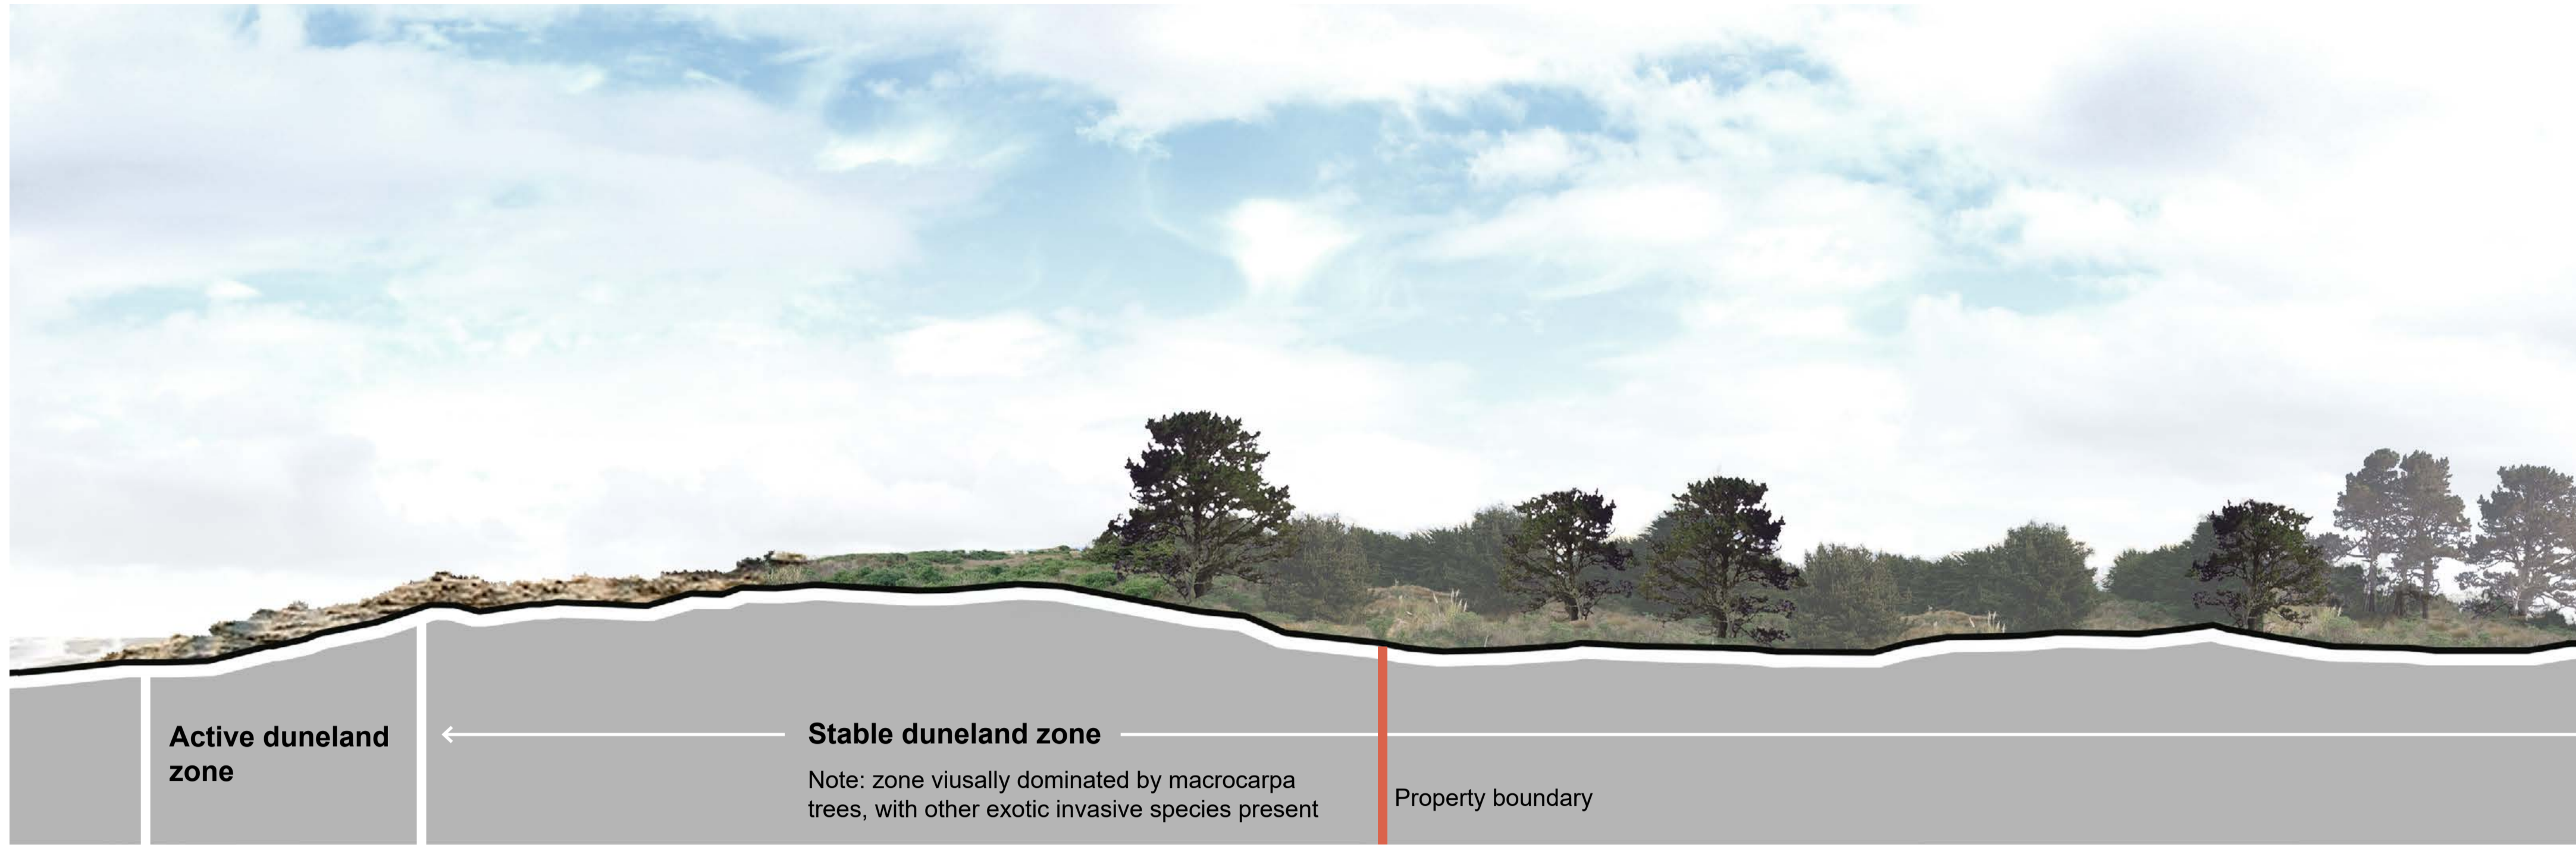 Active duneland
zone
Stable duneland zone
Note: zone viusally dominated by macrocarpa
trees, with other exotic invasive species present
Property boundary